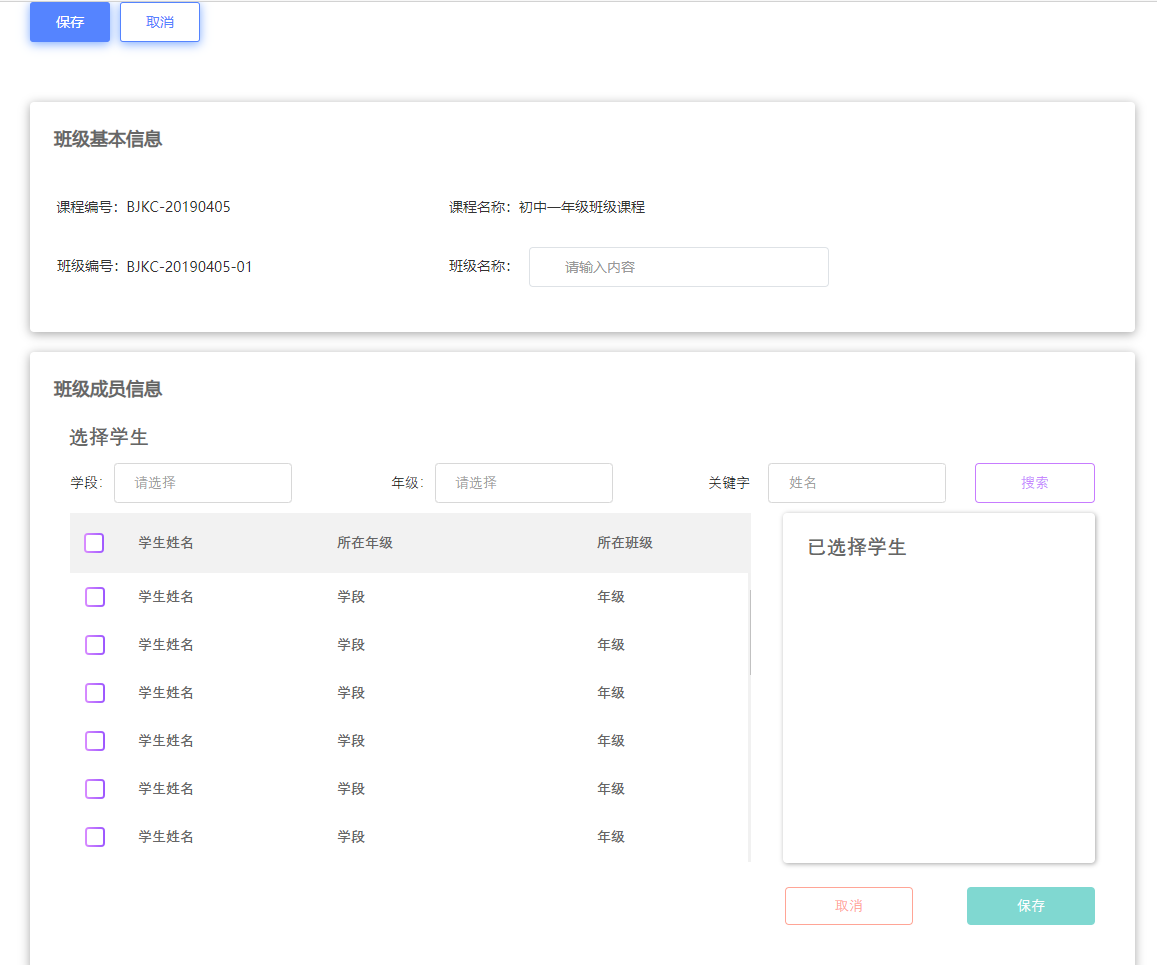 保存 取消
班级基本信息
课程编号：BJKC-20190405 课程名称：初中一年级班级课程
班级编号：BJKC-20190405-01 班级名称： 请输入内容
班级成员信息
选择学生
学段： 请选择 年级： 请选择 关键字 姓名 搜索
学生姓名 所在年级 所在班级
学生姓名 学段 年级
学生姓名 学段 年级
学生姓名 学段 年级
学生姓名 学段 年级
学生姓名 学段 年级
学生姓名 学段 年级
已选择学生
取消 保存